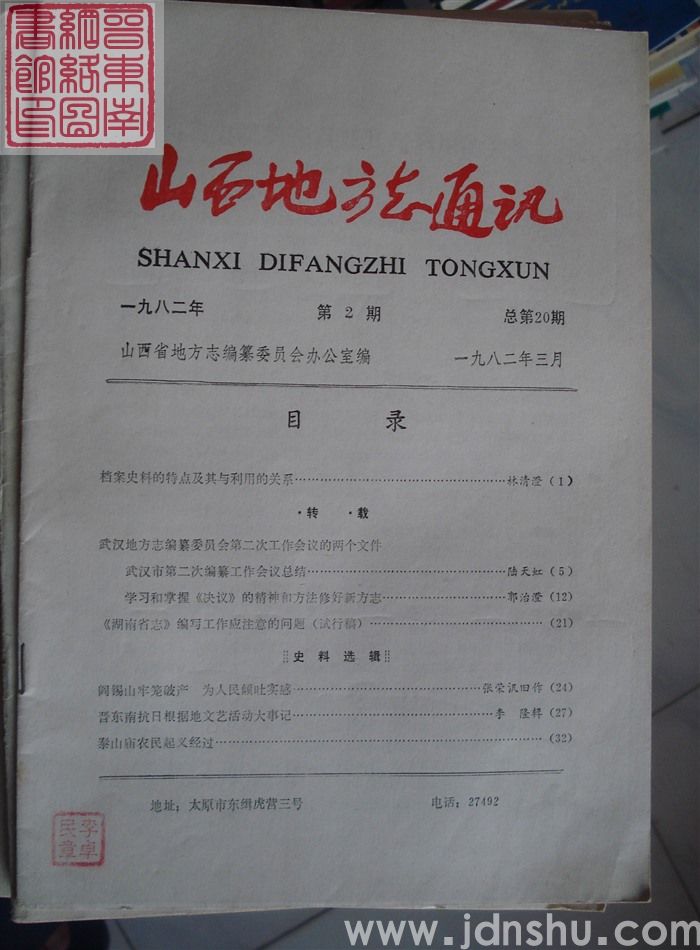 晋东南
网络图
书馆印
山西地方志通讯
SHANXI DIFANGZHI TONGXUN
一九八二年 第2期 总第20期
山西省地方志编纂委员会办公室编 一九八二年三月
目 录
档案史料的特点及其与利用的关系……林清澄（1）
·转 ·载
武汉地方志编纂委员会第二次工作会议的两个文件
武汉市第二次编纂工作会议总结……陆天虹（5）
学习和掌握《决议》的精神和方法修好新方志……郭治澄（12）
《湖南省志》编写工作应注意的问题（试行稿）……（21）
史料选辑
阎锡山牢笼破产 为人民倾吐实感……张荣汛旧作（24）
晋东南抗日根据地文艺活动大事记……李 隆（27）
泰山庙农民起义经过……（32）
地址：太原市东缉虎营三号 电话：27492
李卓
民章
www.jdnshu.com